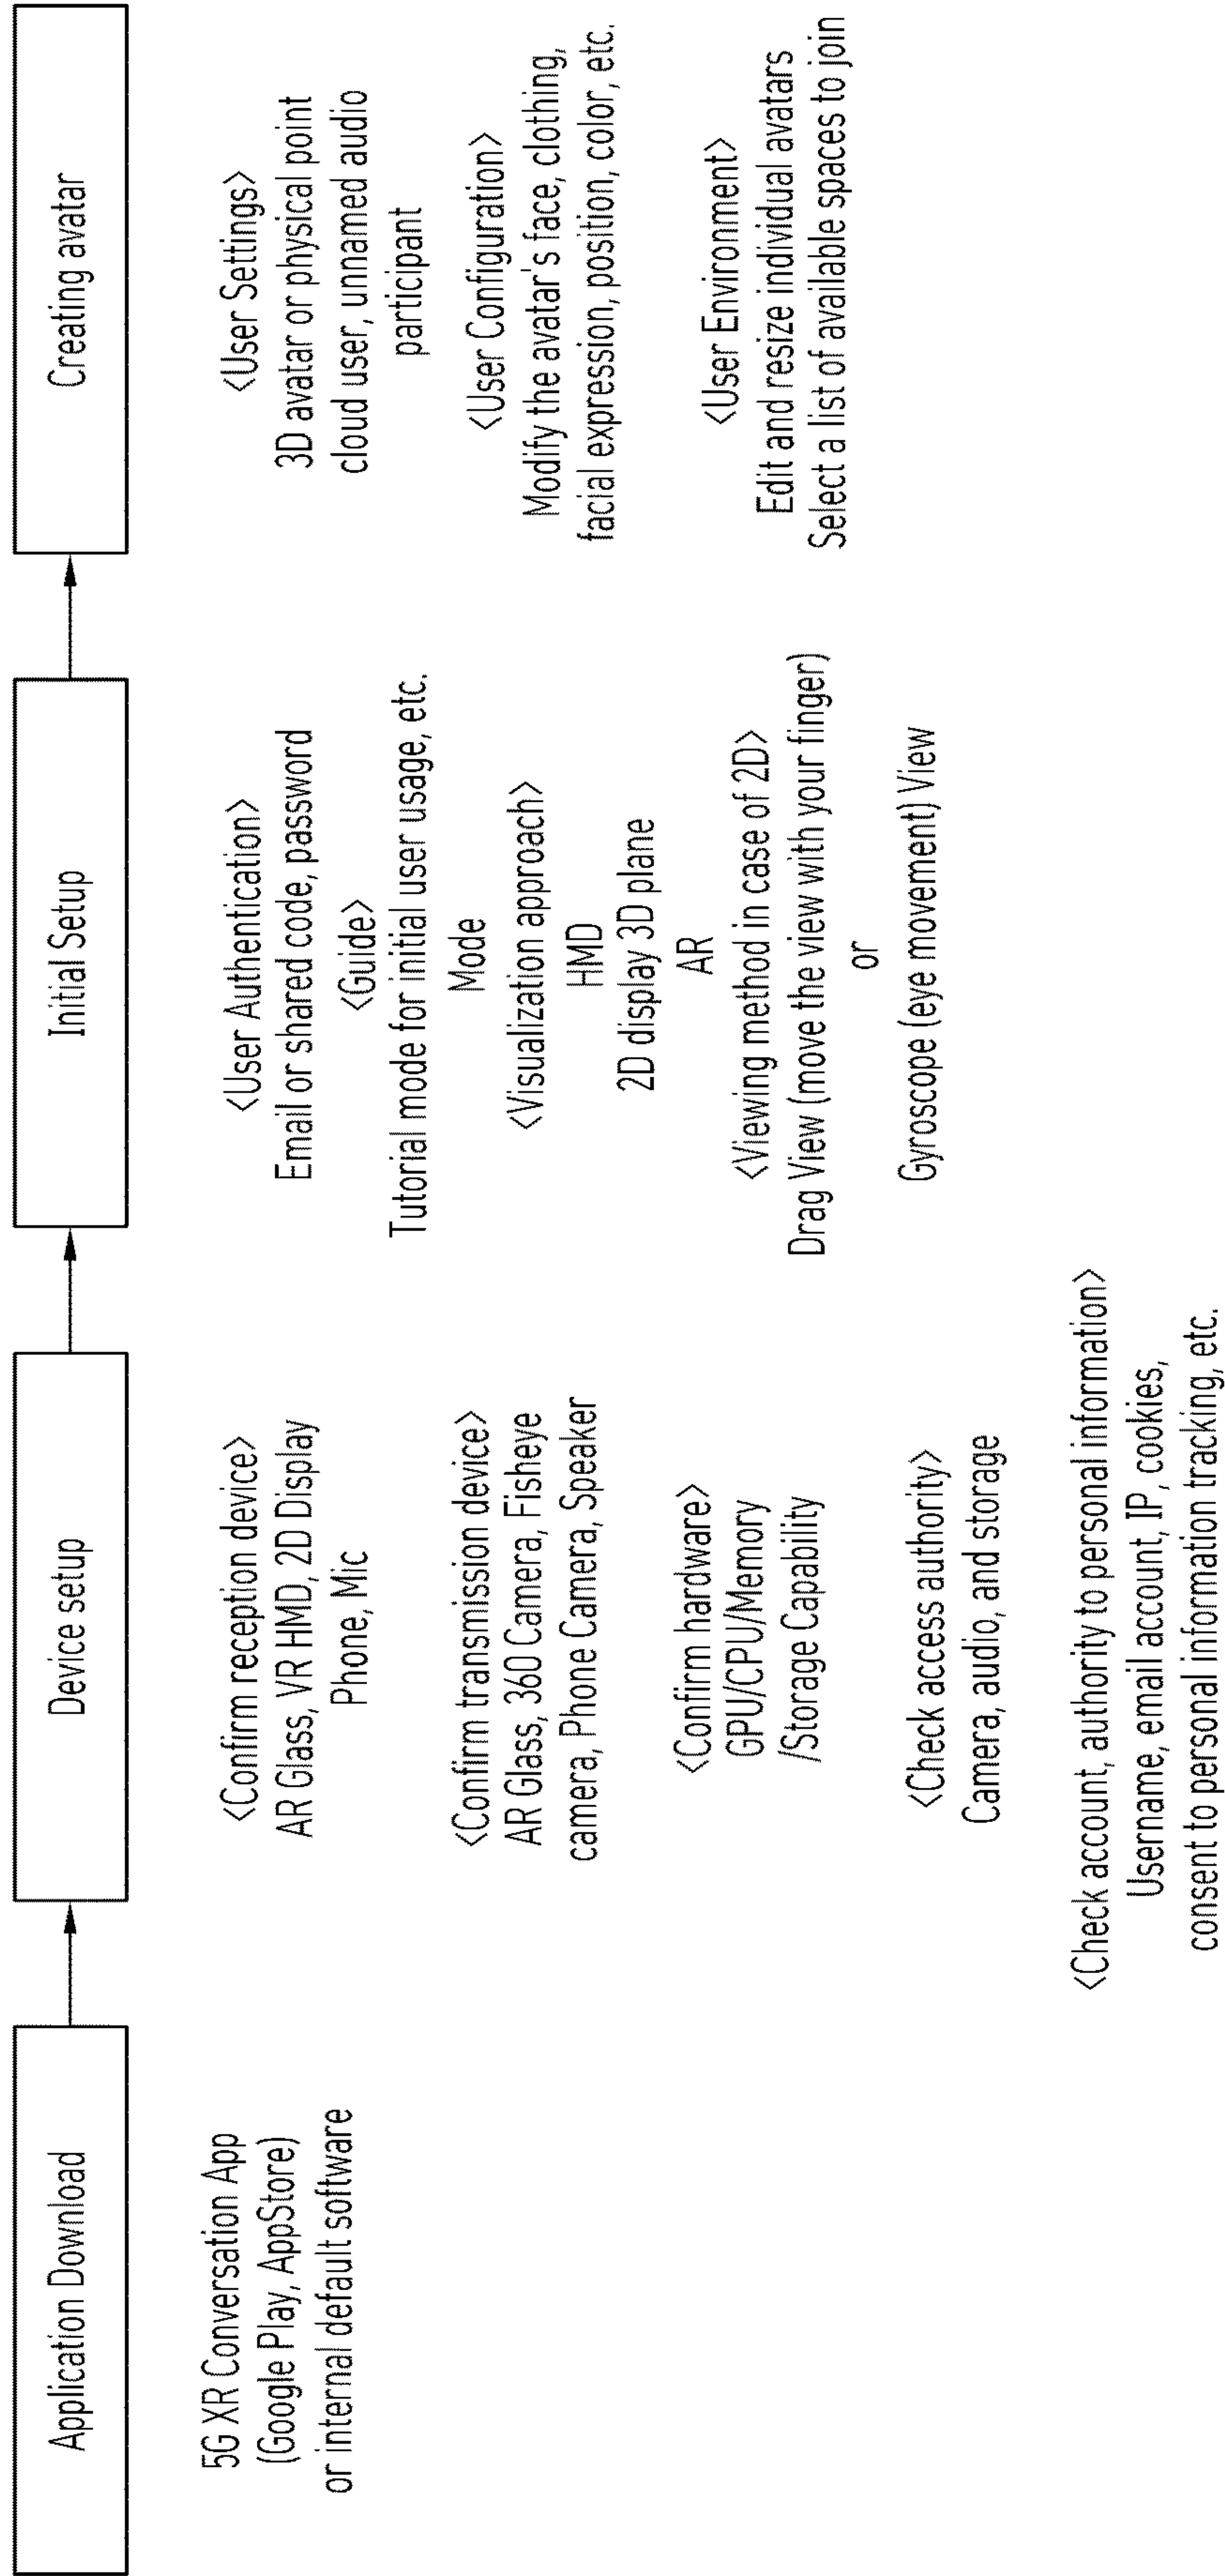 Application Download
5G XR Conversation App
(Google Play, AppStore)
or internal default software
Device setup
<Confirm reception device>
AR Glass, VR HMD, 2D Display
Phone, Mic
<Confirm transmission device>
AR Glass, 360 Camera, Fisheye
camera, Phone Camera, Speaker
<Confirm hardware>
GPU/CPU/Memory
/Storage Capability
<Check access authority>
Camera, audio, and storage
<Check account, authority to personal information>
Username, email account, IP, cookies,
consent to personal information tracking, etc.
Initial Setup
<User Authentication>
Email or shared code, password
<Guide>
Tutorial mode for initial user usage, etc.
Mode
<Visualization approach>
HMD
2D display 3D plane
AR
<Viewing method in case of 2D>
Drag View (move the view with your finger)
or
Gyroscope (eye movement) View
Creating avatar
<User Settings>
3D avatar or physical point
cloud user, unnamed audio
participant
<User Configuration>
Modify the avatar's face, clothing,
facial expression, position, color, etc.
<User Environment>
Edit and resize individual avatars
Select a list of available spaces to join